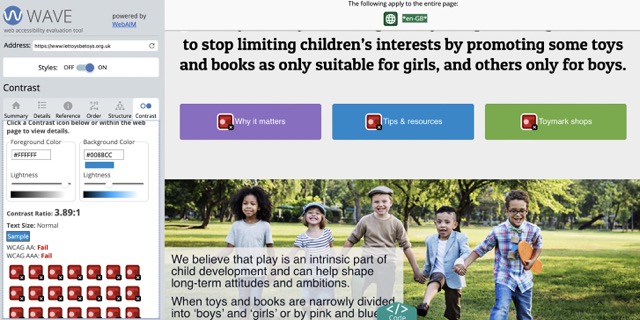 WAVE
web accessibility evaluation tool
powered by
WebAIM
Address: https://www.lettoysbetoys.org.uk
Styles: OFF ON
Contrast
Summary Details Reference Order Structure Contrast
Click a Contrast icon below or within the web
page to view details.
Foreground Color
#FFFFFF
Lightness
Background Color
#0088CC
Lightness
Contrast Ratio: 3.89:1
Text Size: Normal
Sample
WCAG AA: Fail
WCAG AAA: Fail
The following apply to the entire page:
*en-GB*
to stop limiting children's interests by promoting some toys
and books as only suitable for girls, and others only for boys.
Why it matters
Tips & resources
Toymark shops
We believe that play is an intrinsic part of
child development and can help shape
long-term attitudes and ambitions.
When toys and books are narrowly divided
into 'boys' and 'girls' or by pink and blue
</> Code